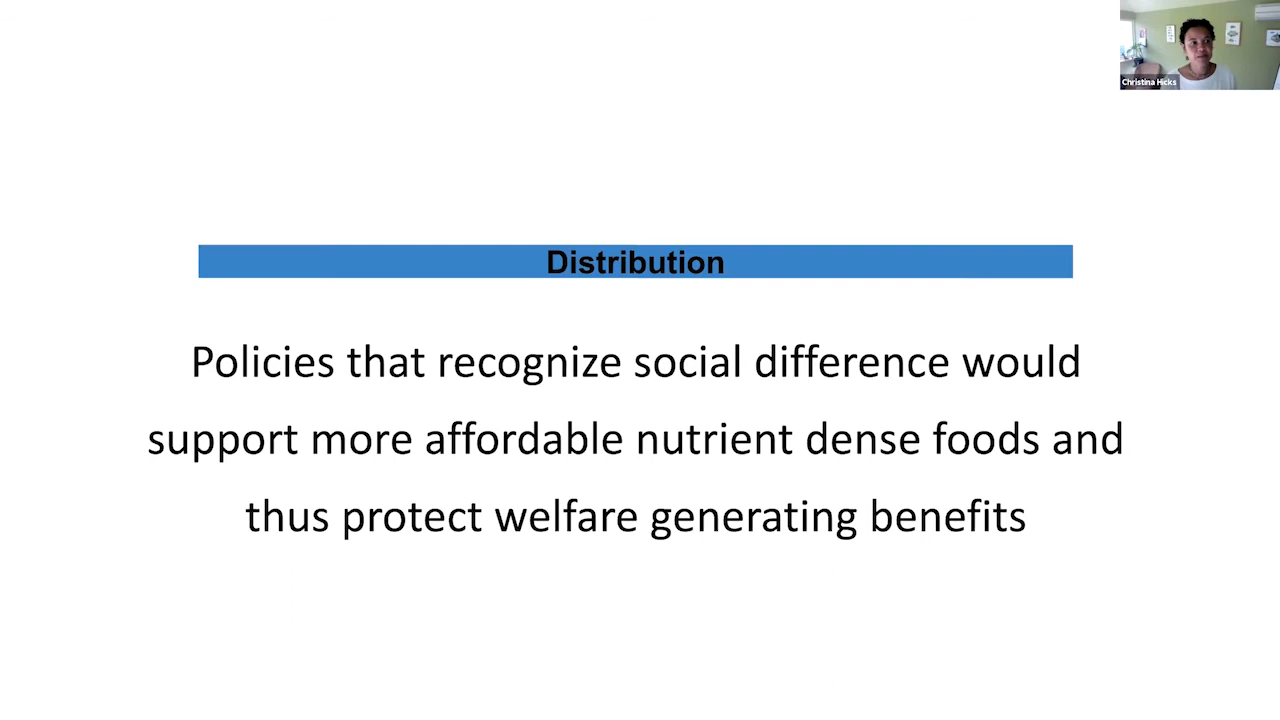 Christina Hicks
Distribution
Policies that recognize social difference would
support more affordable nutrient dense foods and
thus protect welfare generating benefits